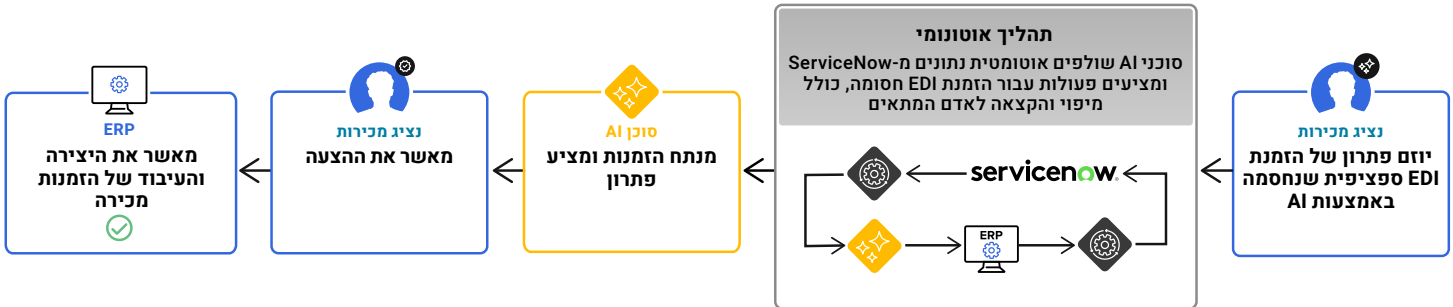 נציג מכירות
יוזם פתרון של הזמנת
EDI ספציפית שנחסמה
באמצעות AI
תהליך אוטונומי
סוכני AI שולפים אוטומטית נתונים מ-ServiceNow
ומציעים פעולות עבור הזמנת EDI חסומה, כולל
מיפוי והקצאה לאדם המתאים
servicenow
ERP
סוכן AI
מנתח הזמנות ומציע
פתרון
נציג מכירות
מאשר את ההצעה
ERP
מאשר את היצירה
והעיבוד של הזמנות
מכירה